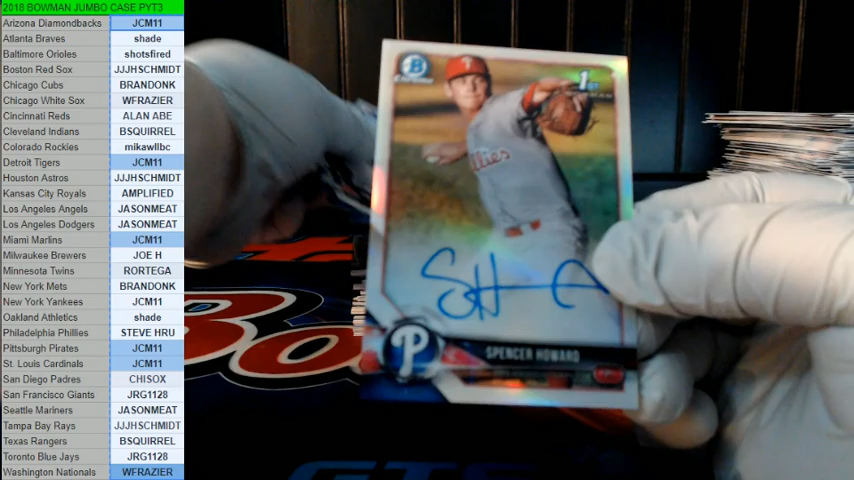 2018 BOWMAN JUMBO CASE PYT3
Arizona Diamondbacks JCM11
Atlanta Braves shade
Baltimore Orioles shotsfired
Boston Red Sox JJJHSCHMIDT
Chicago Cubs BRANDONK
Chicago White Sox WFRAZIER
Cincinnati Reds ALAN ABE
Cleveland Indians BSQUIRREL
Colorado Rockies mikawllbc
Detroit Tigers JCM11
Houston Astros JJJHSCHMIDT
Kansas City Royals AMPLIFIED
Los Angeles Angels JASONMEAT
Los Angeles Dodgers JASONMEAT
Miami Marlins JCM11
Milwaukee Brewers JOE H
Minnesota Twins RORTEGA
New York Mets BRANDONK
New York Yankees JCM11
Oakland Athletics shade
Philadelphia Phillies STEVE HRU
Pittsburgh Pirates JCM11
St. Louis Cardinals JCM11
San Diego Padres CHISOX
San Francisco Giants JRG1128
Seattle Mariners JASONMEAT
Tampa Bay Rays JJJHSCHMIDT
Texas Rangers BSQUIRREL
Toronto Blue Jays JRG1128
Washington Nationals WFRAZIER
B
1ST
Phillies
P
SPENCER HOWARD